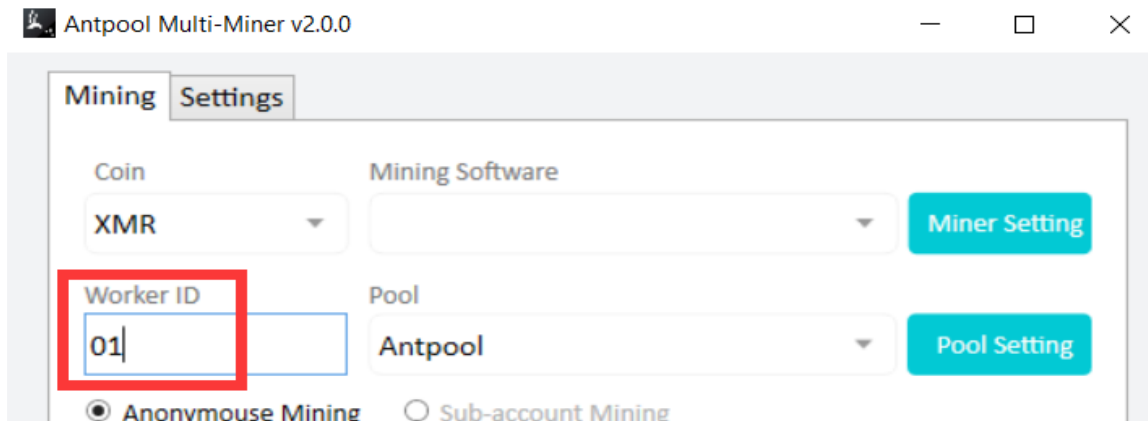 Antpool Multi-Miner v2.0.0
Mining Settings
Coin Mining Software
XMR Miner Setting
Worker ID Pool
01 Antpool Pool Setting
Anonymouse Mining Sub-account Mining